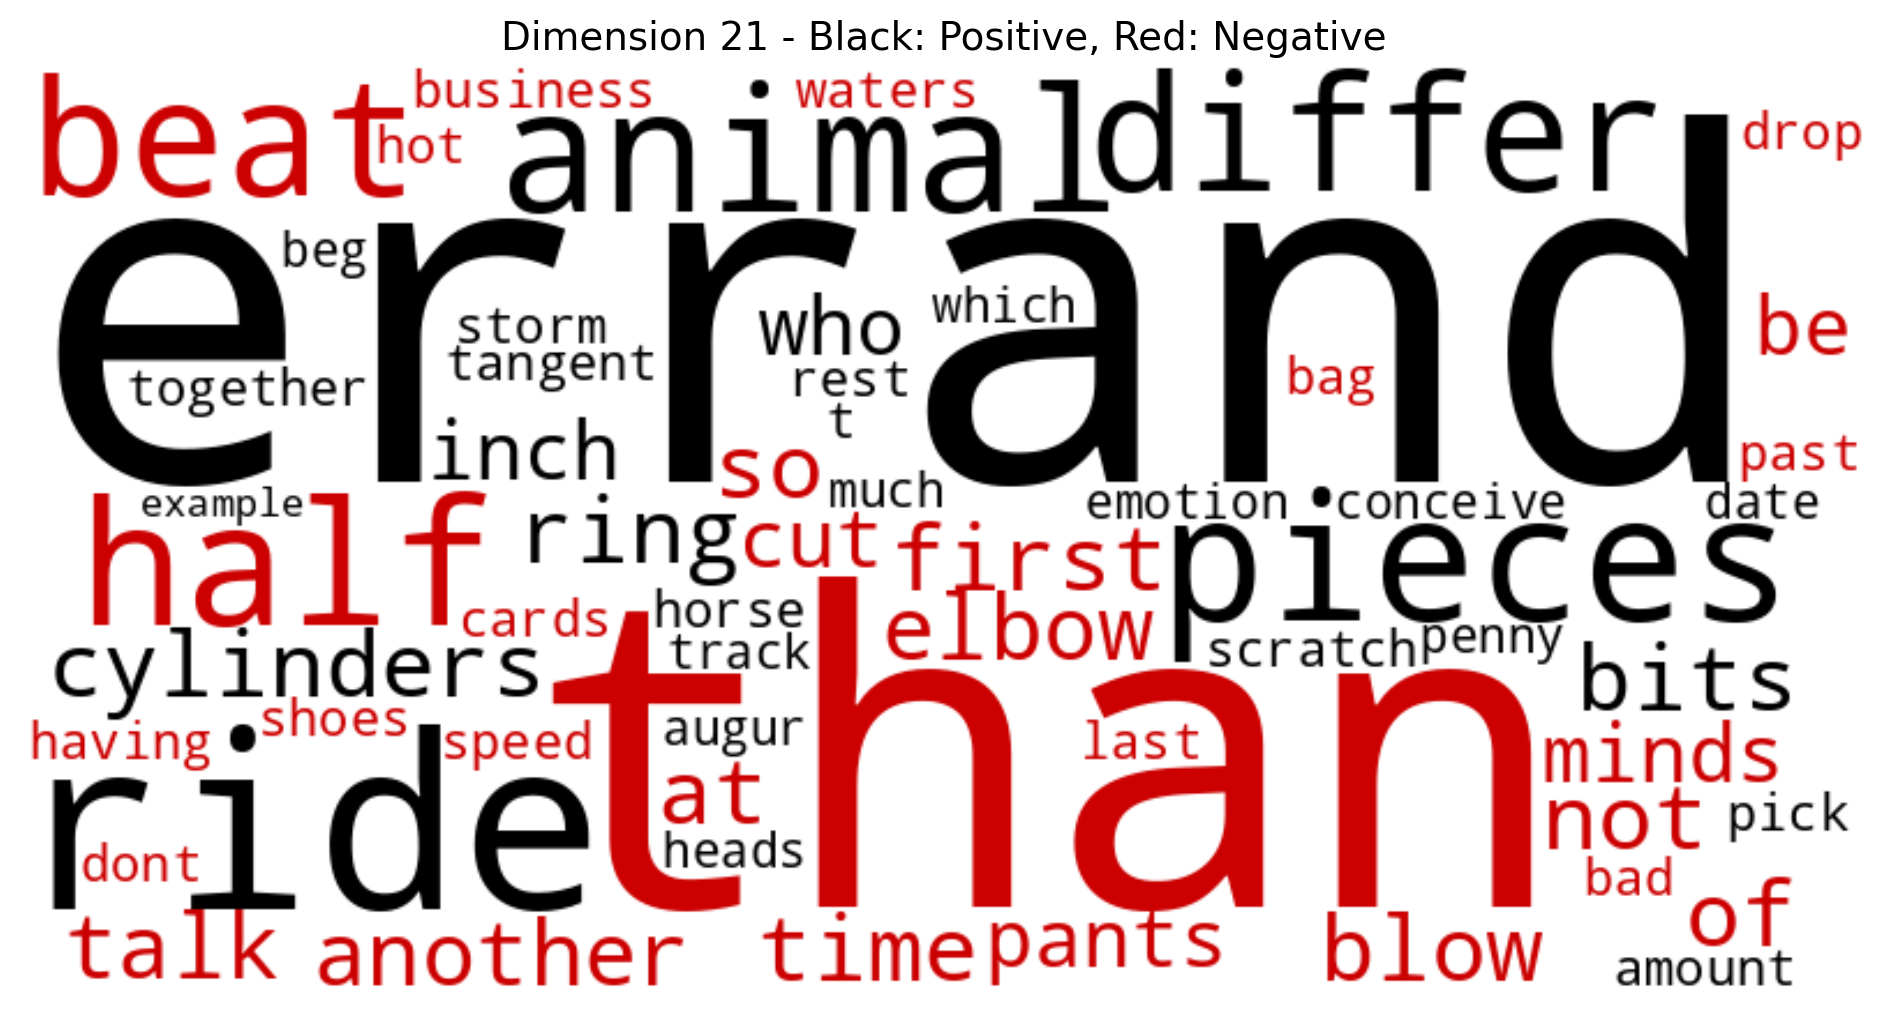 Dimension 21 - Black: Positive, Red: Negative
beat
business
waters
animal
differ
drop
hot
errand
beg
storm
who
which
be
tangent
together
rest
bag
t
inch
so
past
much
example
emotion
conceive
date
half
ring
cut
first
pieces
cards
horse
elbow
cylinders
track
scratch
penny
bits
than
shoes
having
speed
augur
last
minds
ride
at
not
pick
heads
dont
bad
of
talk
another
time
pants
blow
amount